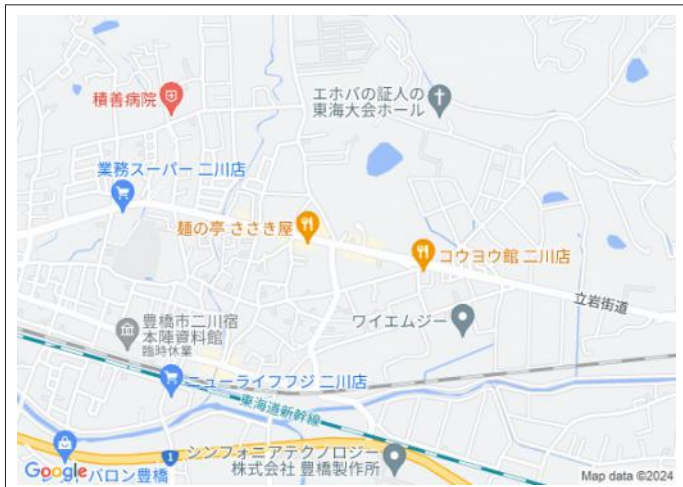 積善病院
エホバの証人の
東海大会ホール
業務スーパー 二川店
麺の亭 ささき屋
コウヨウ館 二川店
立岩街道
豊橋市二川宿
本陣資料館
臨時休業
ワイエムジー
ニューライフフジ 二川店
東海道新幹線
1
シンフォニアテクノロジー
株式会社 豊橋製作所
バロン豊橋
Google
Map data ©2024